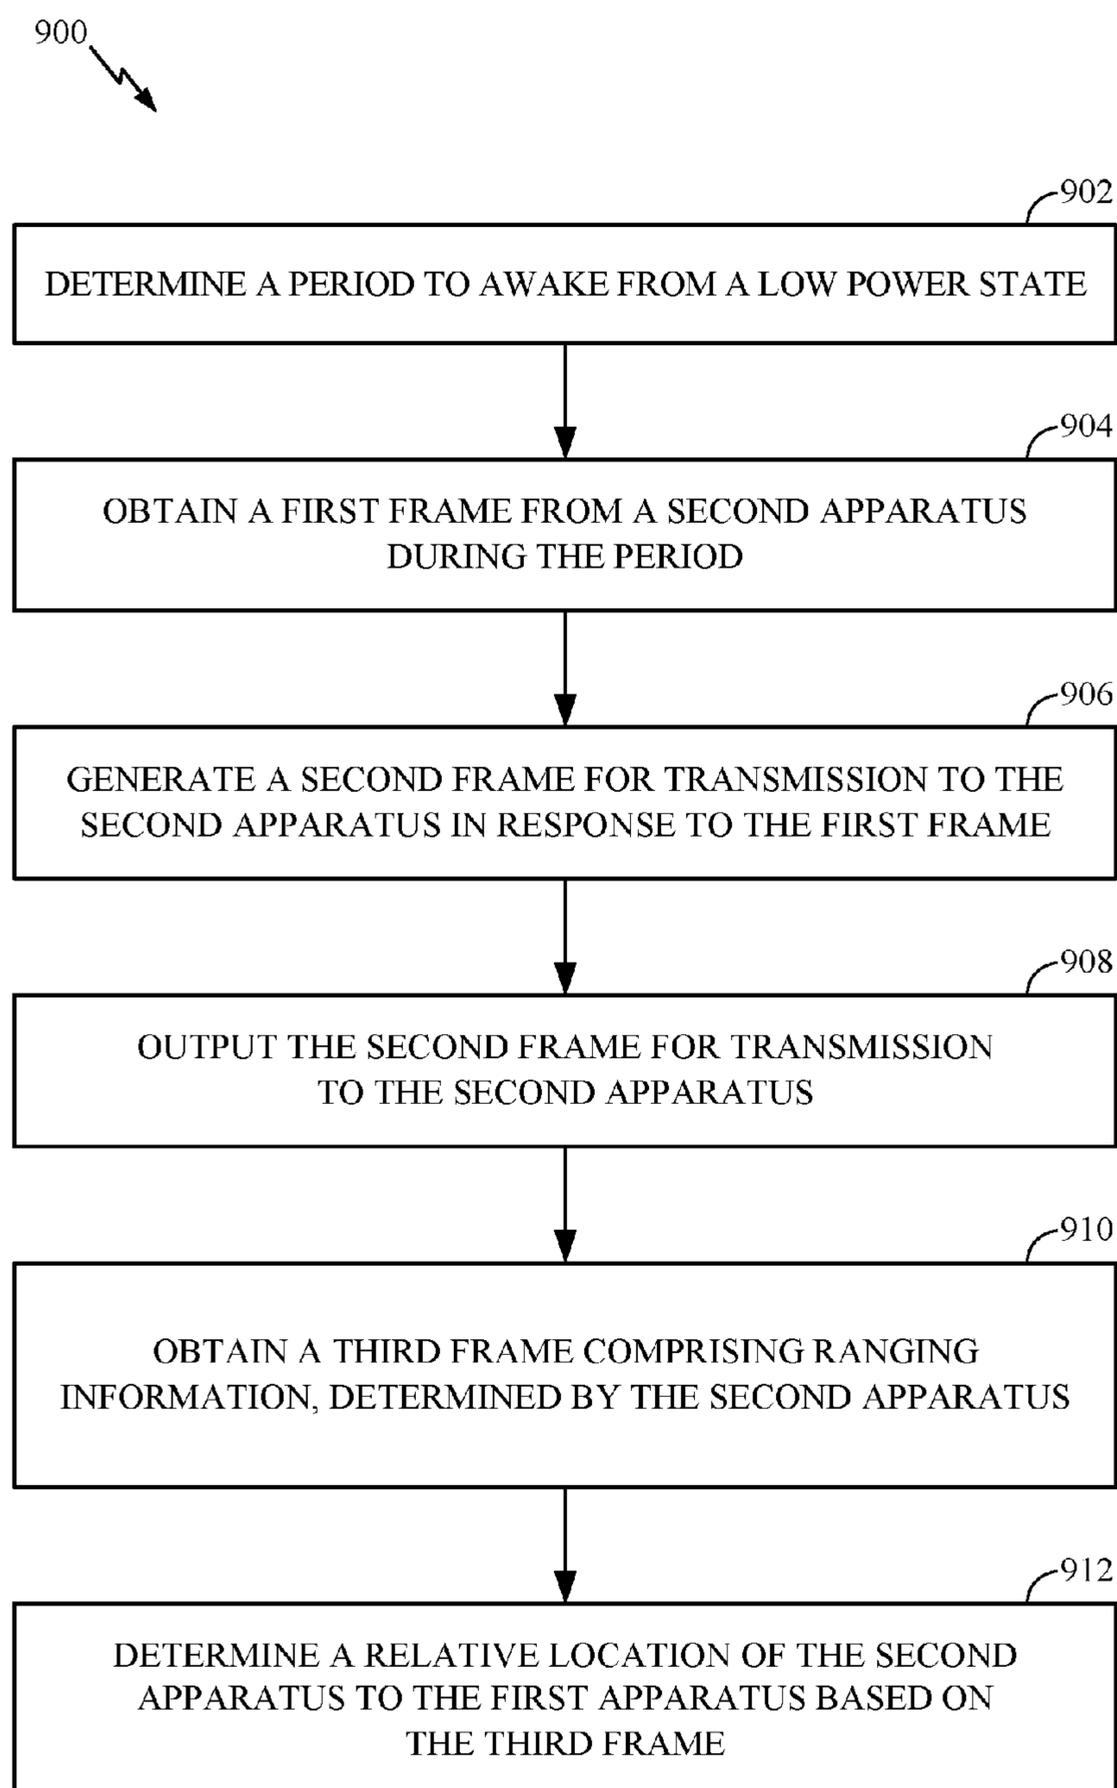 900
902
DETERMINE A PERIOD TO AWAKE FROM A LOW POWER STATE
904
OBTAIN A FIRST FRAME FROM A SECOND APPARATUS
DURING THE PERIOD
906
GENERATE A SECOND FRAME FOR TRANSMISSION TO THE
SECOND APPARATUS IN RESPONSE TO THE FIRST FRAME
908
OUTPUT THE SECOND FRAME FOR TRANSMISSION
TO THE SECOND APPARATUS
910
OBTAIN A THIRD FRAME COMPRISING RANGING
INFORMATION, DETERMINED BY THE SECOND APPARATUS
912
DETERMINE A RELATIVE LOCATION OF THE SECOND
APPARATUS TO THE FIRST APPARATUS BASED ON
THE THIRD FRAME